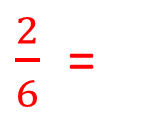 2/6 =